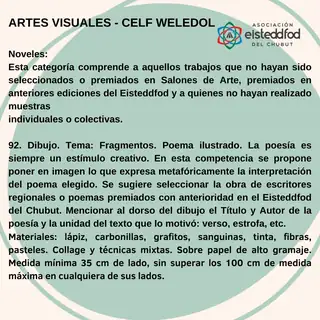 ARTES VISUALES - CELF WELEDOL
ASOCIACIÓN
eisteddfod
DEL CHUBUT
Noveles:
Esta categoría comprende a aquellos trabajos que no hayan sido
seleccionados o premiados en Salones de Arte, premiados en
anteriores ediciones del Eisteddfod y a quienes no hayan realizado
muestras
individuales o colectivas.
92. Dibujo. Tema: Fragmentos. Poema ilustrado. La poesía es
siempre un estímulo creativo. En esta competencia se propone
poner en imagen lo que expresa metafóricamente la interpretación
del poema elegido. Se sugiere seleccionar la obra de escritores
regionales o poemas premiados con anterioridad en el Eisteddfod
del Chubut. Mencionar al dorso del dibujo el Título y Autor de la
poesía y la unidad del texto que lo motivó: verso, estrofa, etc.
Materiales: lápiz, carbonillas, grafitos, sanguinas, tinta, fibras,
pasteles. Collage y técnicas mixtas. Sobre papel de alto gramaje.
Medida mínima 35 cm de lado, sin superar los 100 cm de medida
máxima en cualquiera de sus lados.